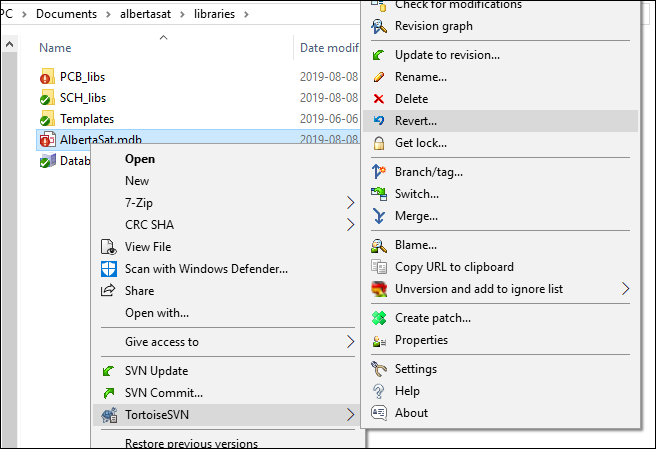 PC > Documents > albertasat > libraries >
Name
Date modif
PCB_libs 2019-08-08
SCH_libs 2019-08-08
Templates 2019-06-06
AlbertaSat.mdb 2019-08-08
Datab
Open
New
7-Zip
CRC SHA
View File
Scan with Windows Defender...
Share
Open with...
Give access to
SVN Update
SVN Commit...
TortoiseSVN
Restore previous versions
Check for modifications
Revision graph
Update to revision...
Rename...
Delete
Revert...
Get lock...
Branch/tag...
Switch...
Merge...
Blame...
Copy URL to clipboard
Unversion and add to ignore list
Create patch...
Properties
Settings
Help
About